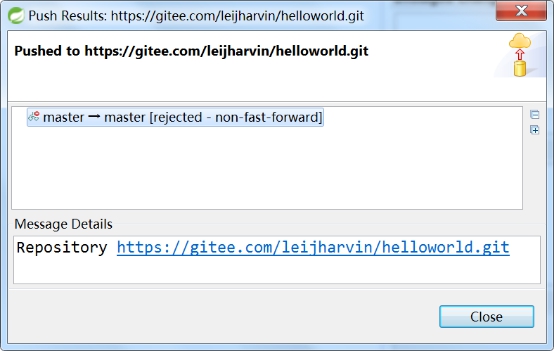 Push Results: https://gitee.com/leijharvin/helloworld.git
Pushed to https://gitee.com/leijharvin/helloworld.git
master → master [rejected - non-fast-forward]
Message Details
Repository https://gitee.com/leijharvin/helloworld.git
Close